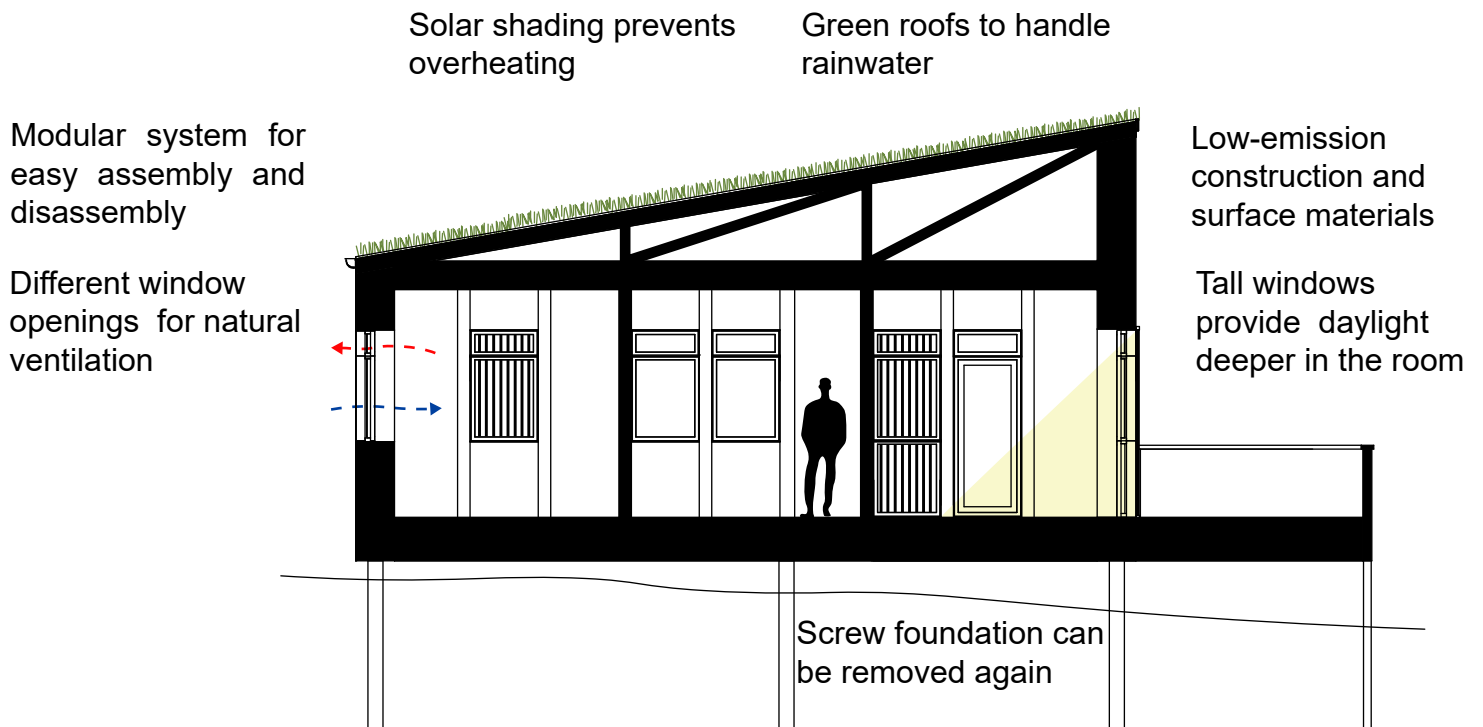 Solar shading prevents
overheating
Green roofs to handle
rainwater
Modular system for
easy assembly and
disassembly
Low-emission
construction and
surface materials
Different window
openings for natural
ventilation
Tall windows
provide daylight
deeper in the room
Screw foundation can
be removed again